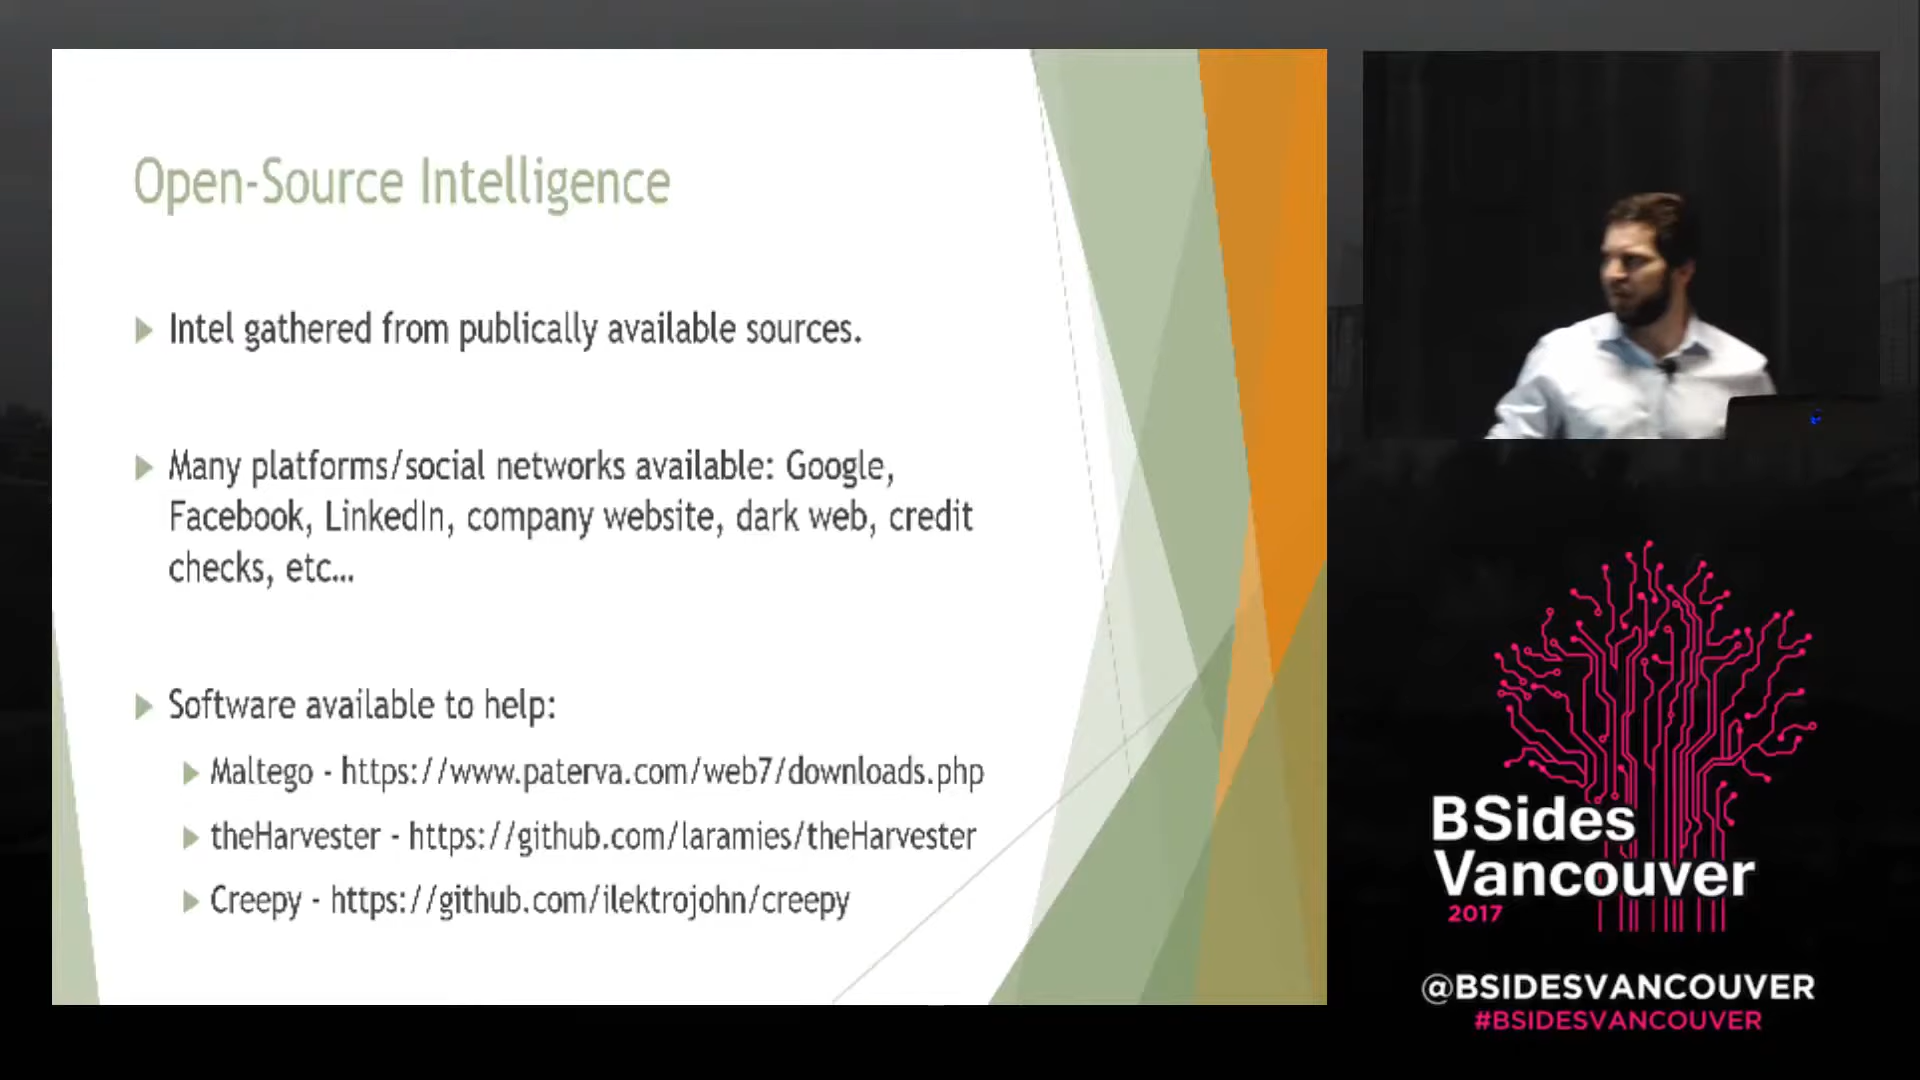 Open-Source Intelligence
Intel gathered from publically available sources.
Many platforms/social networks available: Google,
Facebook, LinkedIn, company website, dark web, credit
checks, etc...
Software available to help:
Maltego - https://www.paterva.com/web7/downloads.php
theHarvester - https://github.com/laramies/theHarvester
Creepy - https://github.com/ilektrojohn/creepy
BSides
Vancouver
2017
@BSIDESVANCOUVER
#BSIDESVANCOUVER